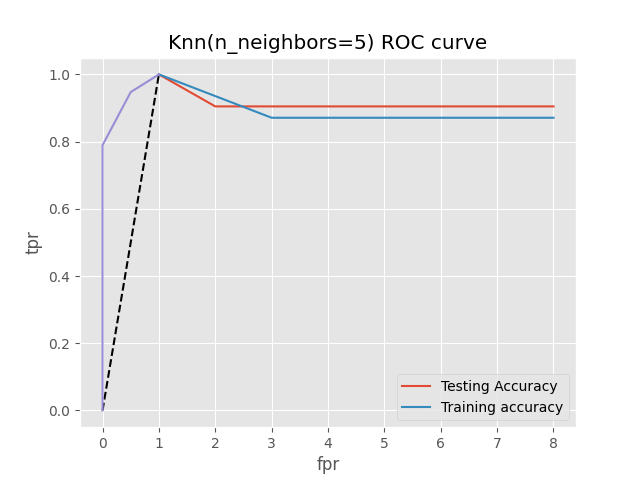 Knn(n_neighbors=5) ROC curve
1.0
0.8
0.6
0.4
0.2
0.0
tpr
0 1 2 3 4 5 6 7 8
fpr
Testing Accuracy
Training accuracy